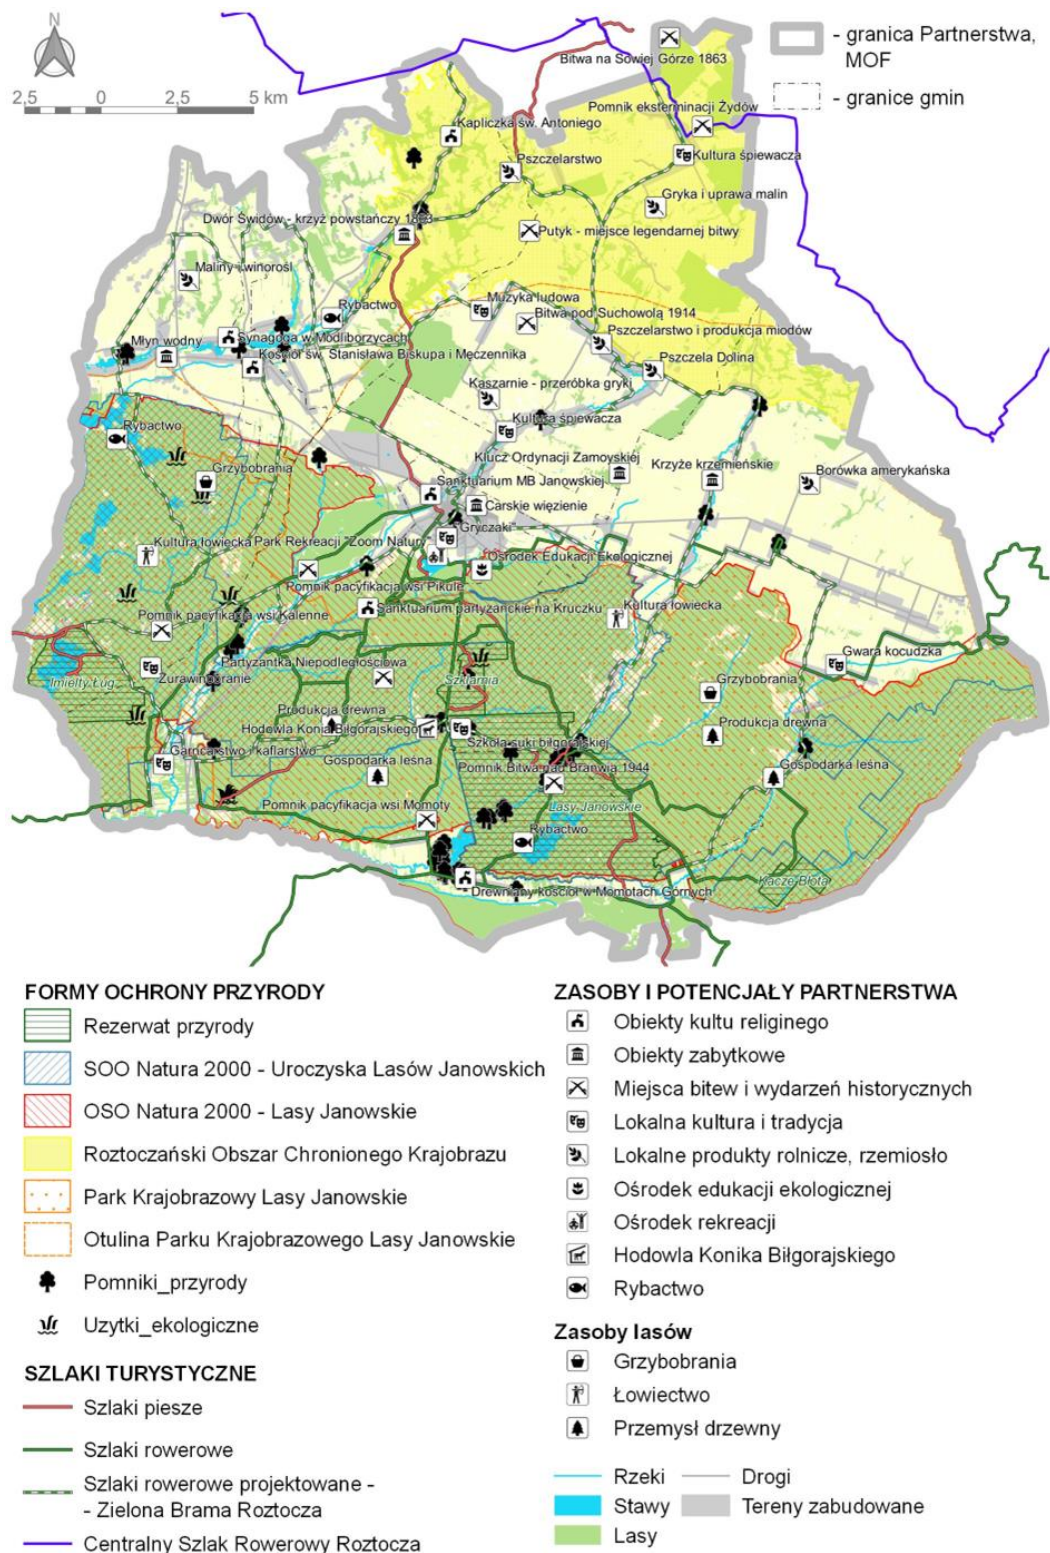 N
2,5 0 2,5 5 km
- granica Partnerstwa,
MOF
- granice gmin
Bitwa na Sowiej Górze 1863
Pomnik eksterminacji Żydów
Kapliczka św. Antoniego
Kultura śpiewacza
Pszczelarstwo
Gryka i uprawa malin
Dwór Świdów - krzyż powstańczy 1863
Putyk - miejsce legendarnej bitwy
Maliny i winorośl
Muzyka ludowa
Rybactwo
Bitwa pod Suchowolą 1914
Pszczelarstwo i produkcja miodów
Młyn wodny
Synagoga w Modliborzycach
Kościół św. Stanisława Biskupa i Męczennika
Pszczela Dolina
Kaszarnie - przeróbka gryki
Kultura śpiewacza
Rybactwo
Klucz Ordynacji Zamoyskiej
Krzyże krzemieńskie
Borówka amerykańska
Grzybobrania
Sanktuarium MB Janowskiej
Carskie więzienie
"Gryczaki"
Kultura łowiecka
Park Rekreacji "Zoom Natury"
Ośrodek Edukacji Ekologicznej
Pomnik pacyfikacji wsi Pikule
Sanktuarium partyzanckie na Kruczku
Kultura łowiecka
Pomnik pacyfikacja wsi Kalenne
Gwara kocudzka
Partyzantka Niepodległościowa
Żurawinobranie
Imielty Ług
Szklarnia
Grzybobrania
Produkcja drewna
Produkcja drewna
Hodowla Konia Biłgorajskiego
Szkoła suki biłgorajskiej
Garncarstwo i kaflarstwo
Gospodarka leśna
Pomnik Bitwa nad Branwią 1944
Gospodarka leśna
Pomnik pacyfikacja wsi Momoty
Lasy Janowskie
Rybactwo
Kacze Błota
Drewniany kościół w Momotach Górnych
FORMY OCHRONY PRZYRODY
Rezerwat przyrody
SOO Natura 2000 - Uroczyska Lasów Janowskich
OSO Natura 2000 - Lasy Janowskie
Roztoczański Obszar Chronionego Krajobrazu
Park Krajobrazowy Lasy Janowskie
Otulina Parku Krajobrazowego Lasy Janowskie
Pomniki_przyrody
Uzytki_ekologiczne
SZLAKI TURYSTYCZNE
Szlaki piesze
Szlaki rowerowe
Szlaki rowerowe projektowane -
- Zielona Brama Roztocza
Centralny Szlak Rowerowy Roztocza
ZASOBY I POTENCJAŁY PARTNERSTWA
Obiekty kultu religinego
Obiekty zabytkowe
Miejsca bitew i wydarzeń historycznych
Lokalna kultura i tradycja
Lokalne produkty rolnicze, rzemiosło
Ośrodek edukacji ekologicznej
Ośrodek rekreacji
Hodowla Konika Biłgorajskiego
Rybactwo
Zasoby lasów
Grzybobrania
Łowiectwo
Przemysł drzewny
Rzeki
Drogi
Stawy
Tereny zabudowane
Lasy